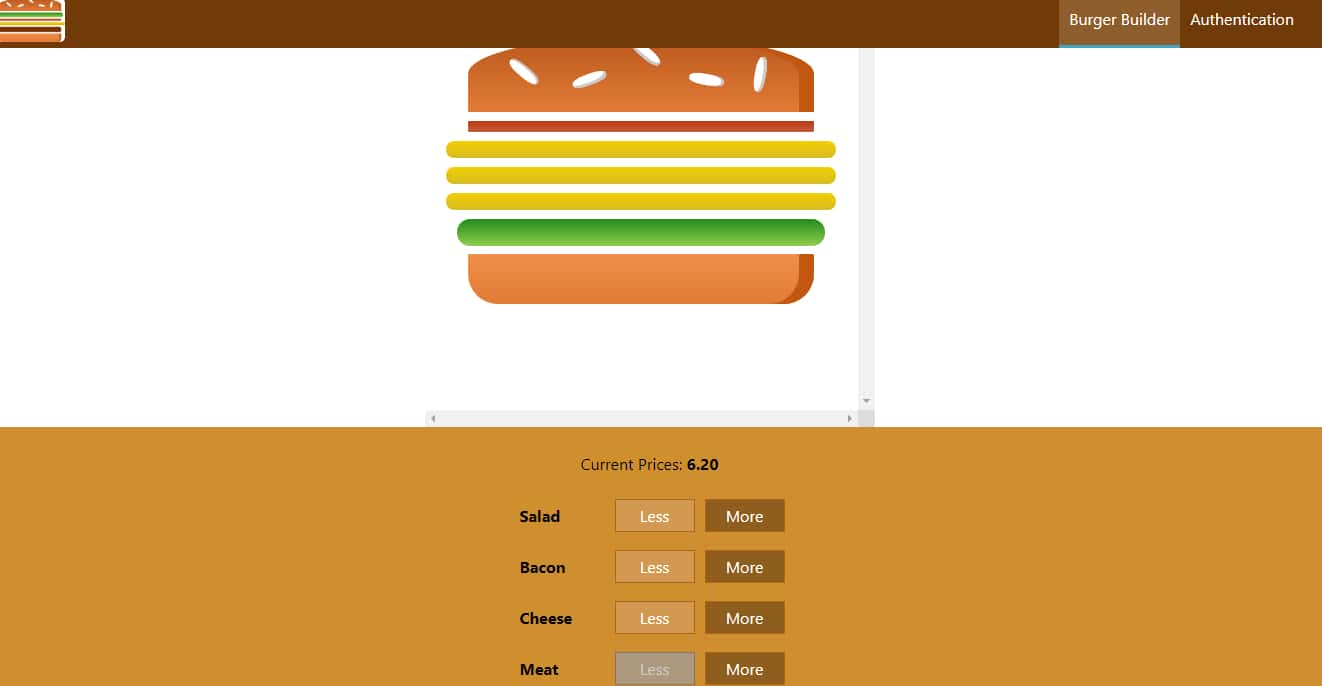 Burger Builder Authentication
Current Prices: 6.20
Salad Less More
Bacon Less More
Cheese Less More
Meat Less More